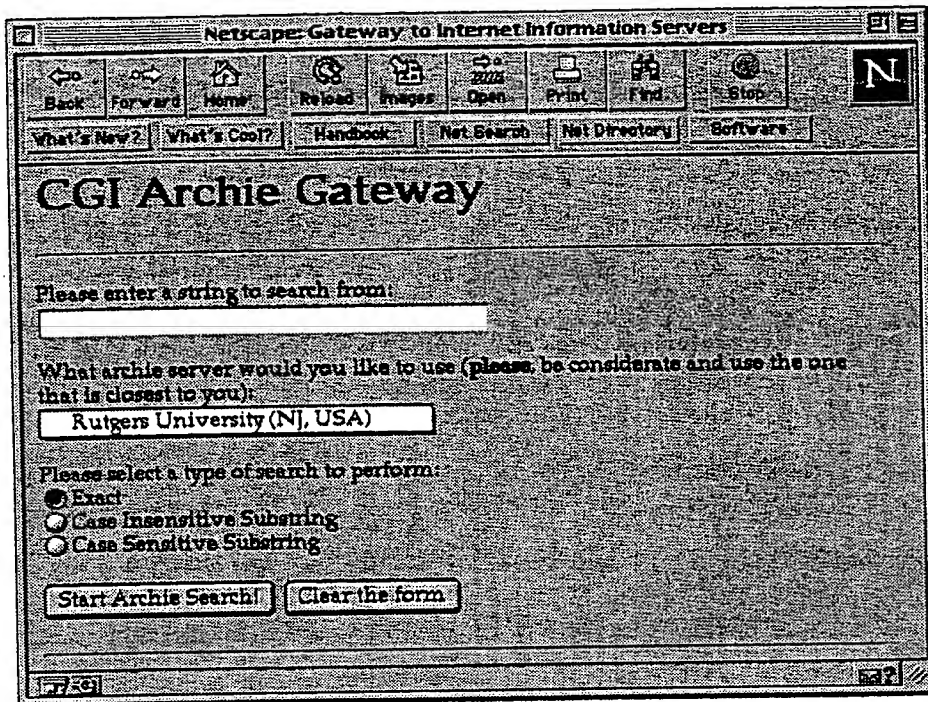 Netscape: Gateway to Internet Information Servers
Back Forward Home Reload Images Open Print Find Stop N
What's New? What's Cool? Handbook Net Search Net Directory Software
CGI Archie Gateway
Please enter a string to search from:
What archie server would you like to use (please, be considerate and use the one
that is closest to you):
Rutgers University (NJ, USA)
Please select a type of search to perform:
Exact
Case Insensitive Substring
Case Sensitive Substring
Start Archie Search! Clear the form
?